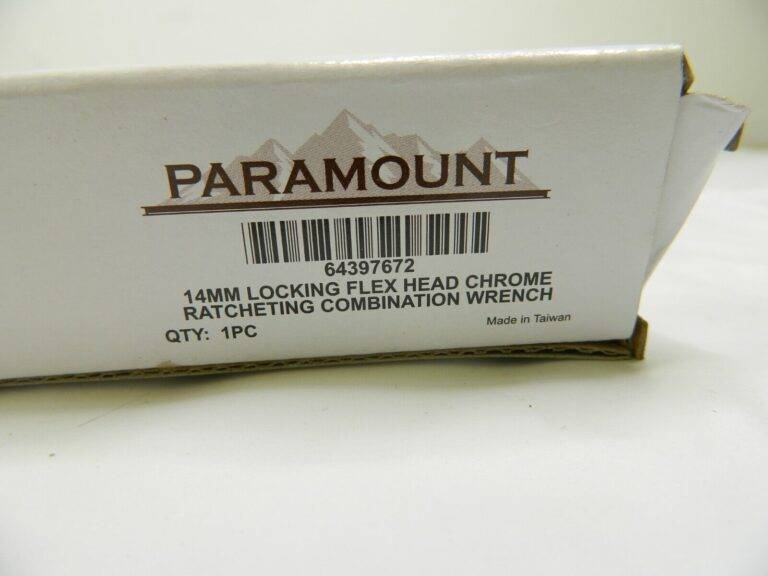 PARAMOUNT
64397672
14MM LOCKING FLEX HEAD CHROME
RATCHETING COMBINATION WRENCH
QTY: 1PC
Made in Taiwan